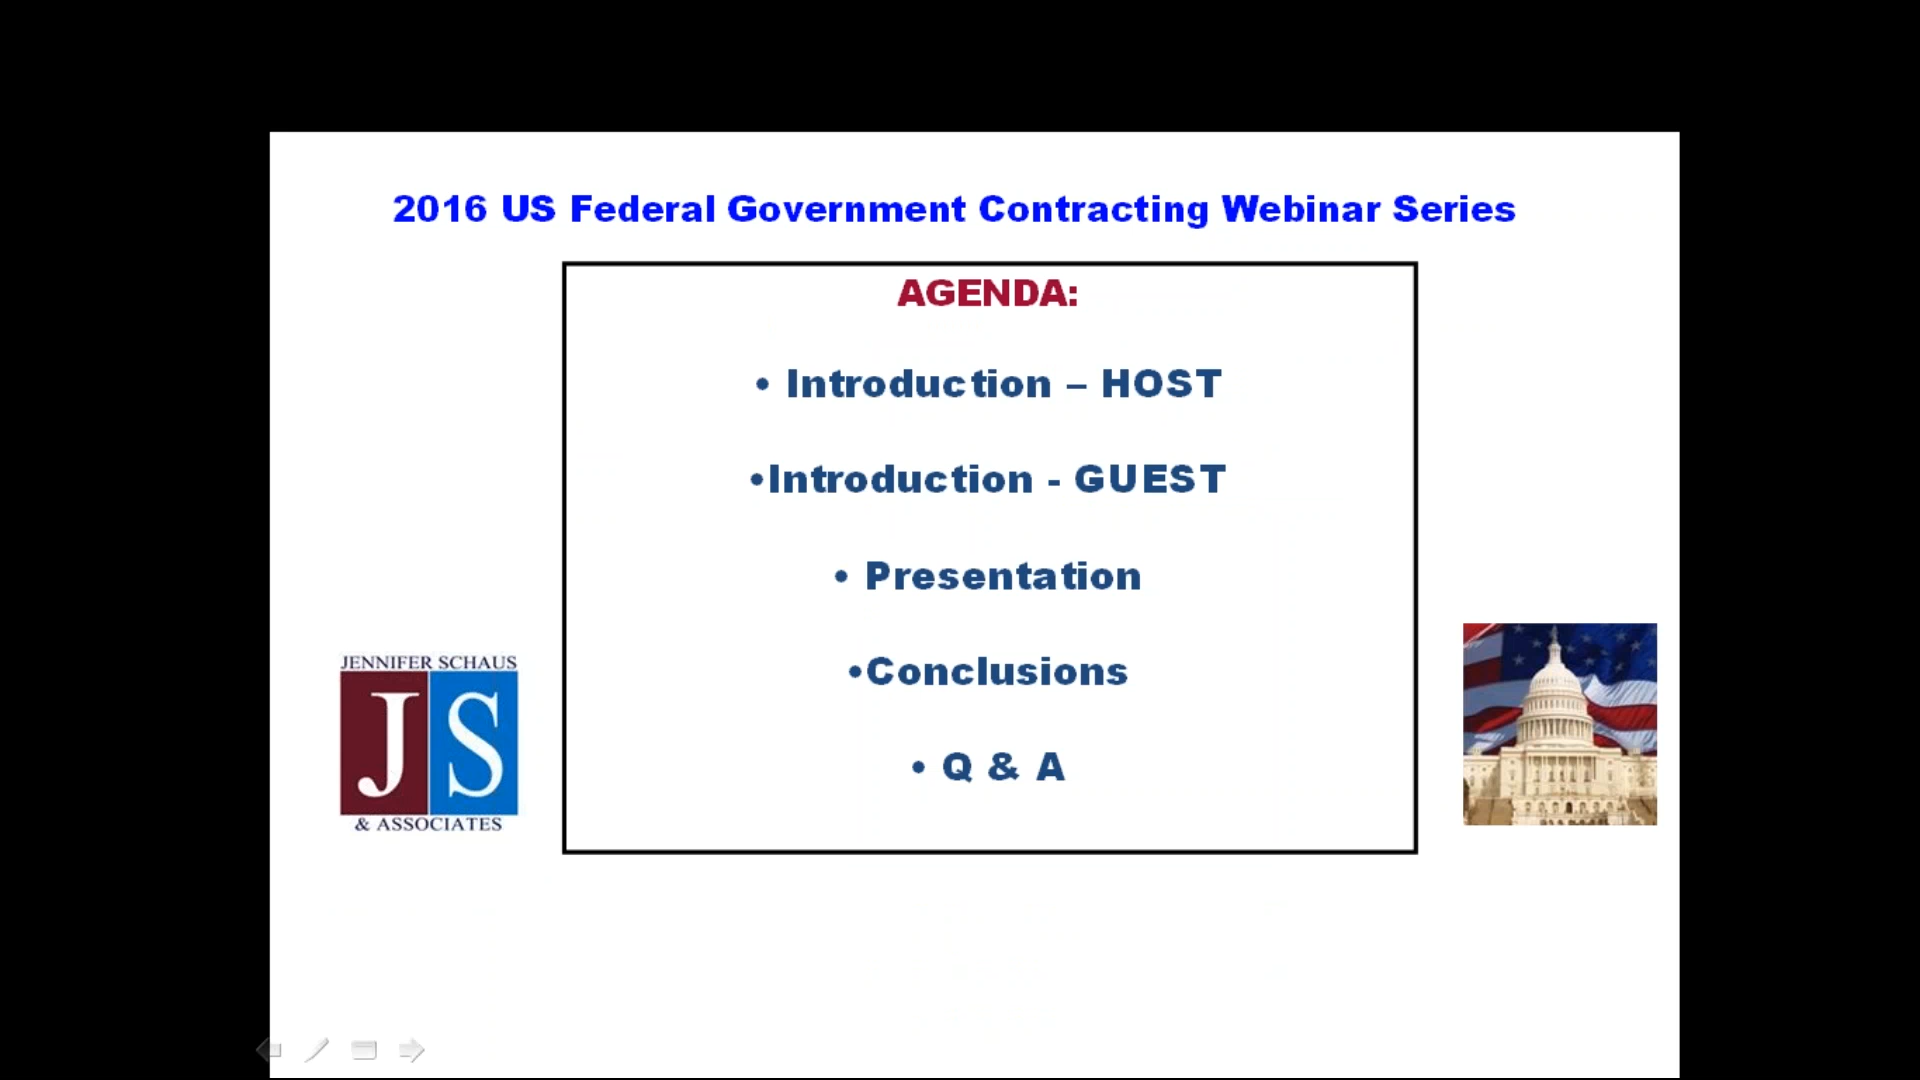 2016 US Federal Government Contracting Webinar Series
AGENDA:
• Introduction – HOST
•Introduction - GUEST
• Presentation
•Conclusions
• Q & A
JENNIFER SCHAUS
JS
& ASSOCIATES